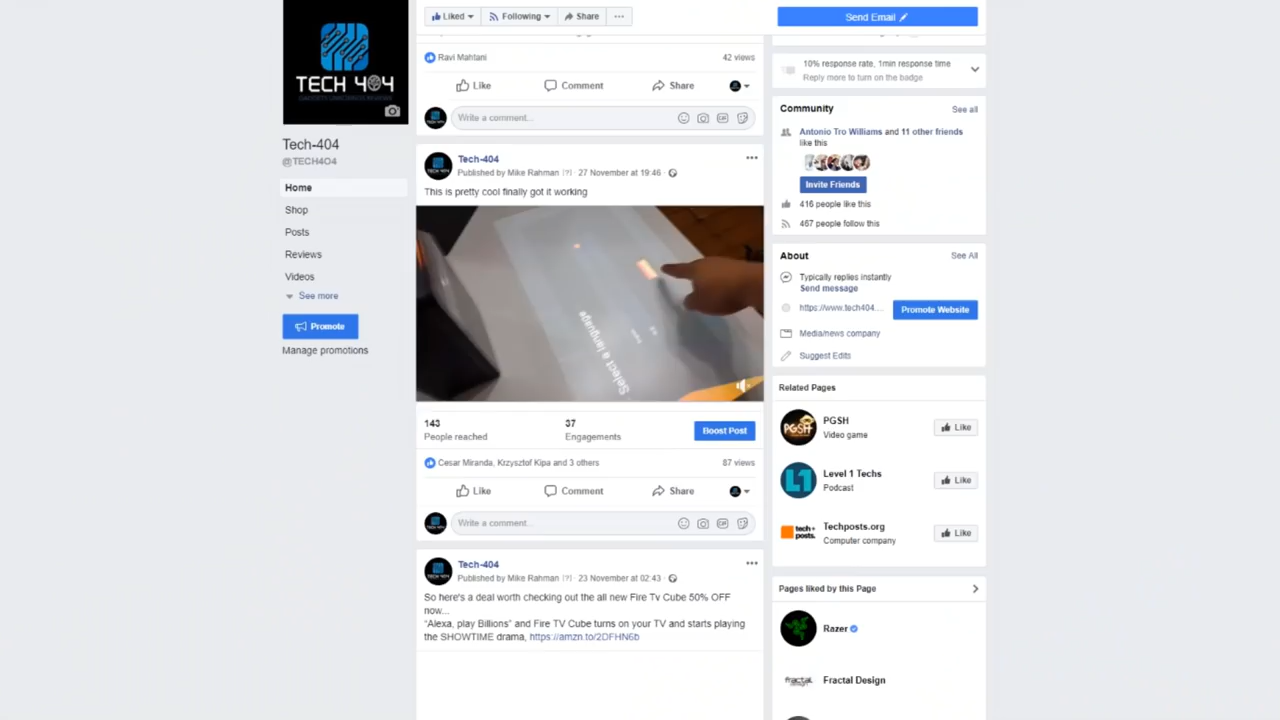 TECH 404
Tech-404
@TECH4O4
Home
Shop
Posts
Reviews
Videos
See more
Promote
Manage promotions
Liked
Following
Share
Ravi Mahtani
42 views
Like
Comment
Share
Write a comment...
Tech-404
Published by Mike Rahman [?] · 27 November at 19:46 ·
This is pretty cool finally got it working
Select a language
143
People reached
37
Engagements
Boost Post
Cesar Miranda, Krzysztof Kipa and 3 others
87 views
Like
Comment
Share
Write a comment...
Tech-404
Published by Mike Rahman [?] · 23 November at 02:43 ·
So here's a deal worth checking out the all new Fire Tv Cube 50% OFF
now...
“Alexa, play Billions” and Fire TV Cube turns on your TV and starts playing
the SHOWTIME drama, https://amzn.to/2DFHN6b
Send Email
10% response rate, 1min response time
Reply more to turn on the badge
Community
See all
Antonio Tro Williams and 11 other friends
like this
Invite Friends
416 people like this
467 people follow this
About
See All
Typically replies instantly
Send message
https://www.tech404....
Promote Website
Media/news company
Suggest Edits
Related Pages
PGSH
PGSH
Video game
Like
Level 1 Techs
Podcast
Like
tech+
posts.
Techposts.org
Computer company
Like
Pages liked by this Page
Razer
fractal
design
Fractal Design